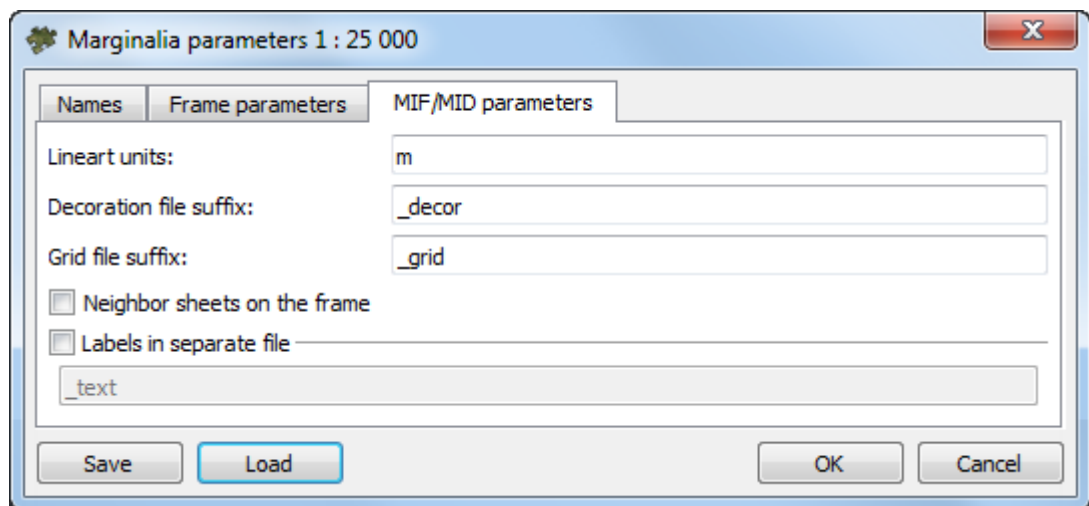 Marginalia parameters 1 : 25 000
Names Frame parameters MIF/MID parameters
Lineart units: m
Decoration file suffix: _decor
Grid file suffix: _grid
Neighbor sheets on the frame
Labels in separate file
_text
Save Load OK Cancel